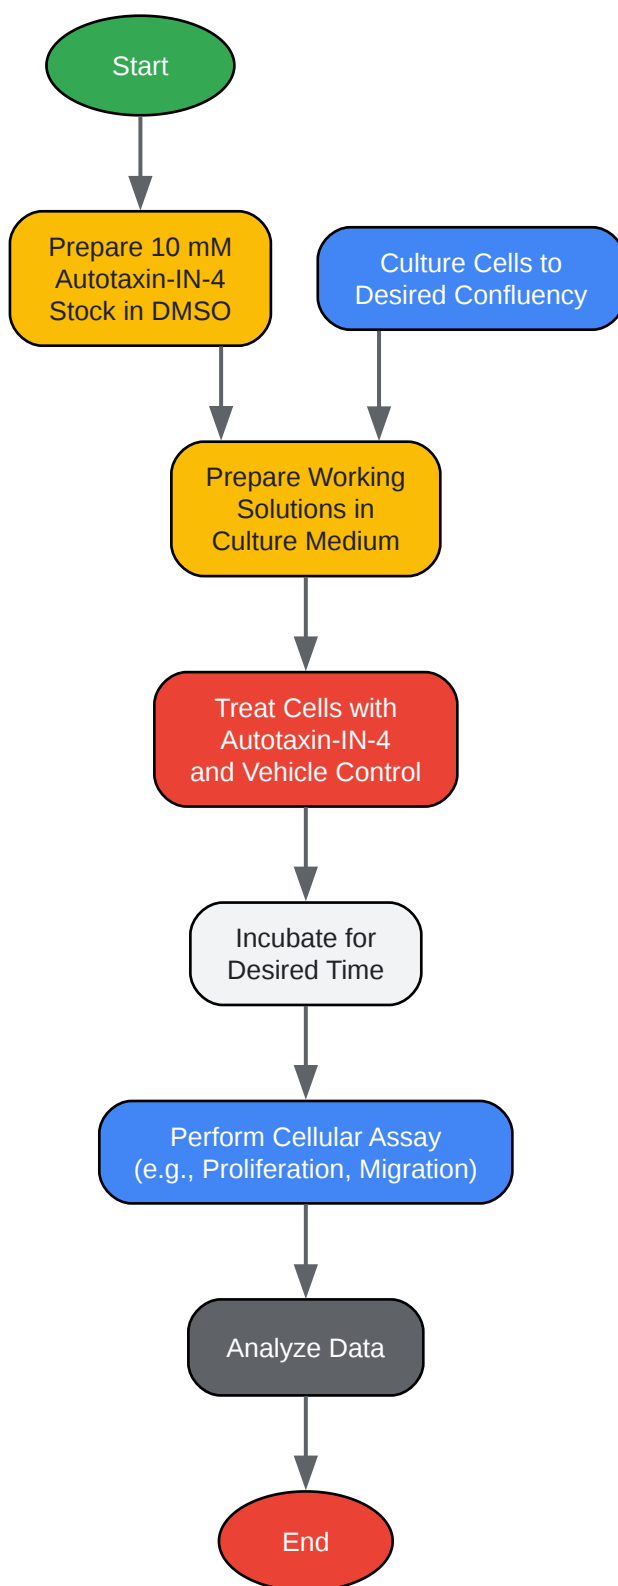 Start
Prepare 10 mM
Autotaxin-IN-4
Stock in DMSO
Culture Cells to
Desired Confluency
Prepare Working
Solutions in
Culture Medium
Treat Cells with
Autotaxin-IN-4
and Vehicle Control
Incubate for
Desired Time
Perform Cellular Assay
(e.g., Proliferation, Migration)
Analyze Data
End